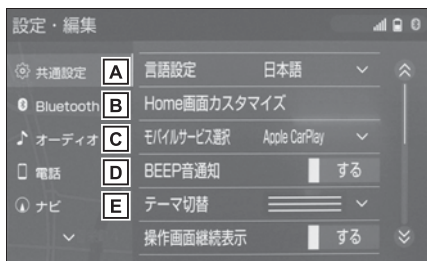 設定・編集
共通設定 A 言語設定 日本語
Bluetooth B Home画面カスタマイズ
オーディオ C モバイルサービス選択 Apple CarPlay
電話 D BEEP音通知 する
ナビ E テーマ切替
操作画面継続表示 する